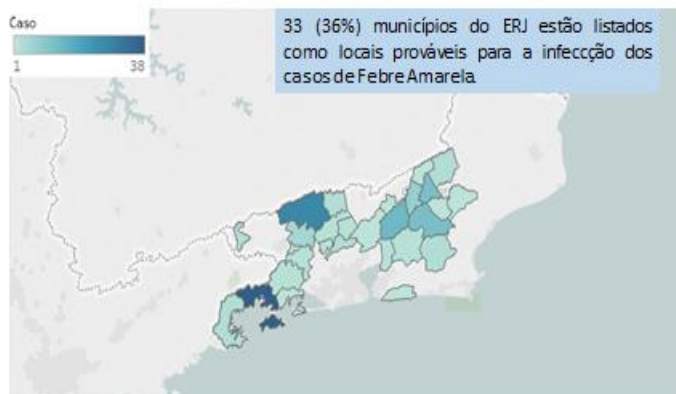 Caso
1 38
33 (36%) municípios do ERJ estão listados
como locais prováveis para a infeccção dos
casos de Febre Amarela.